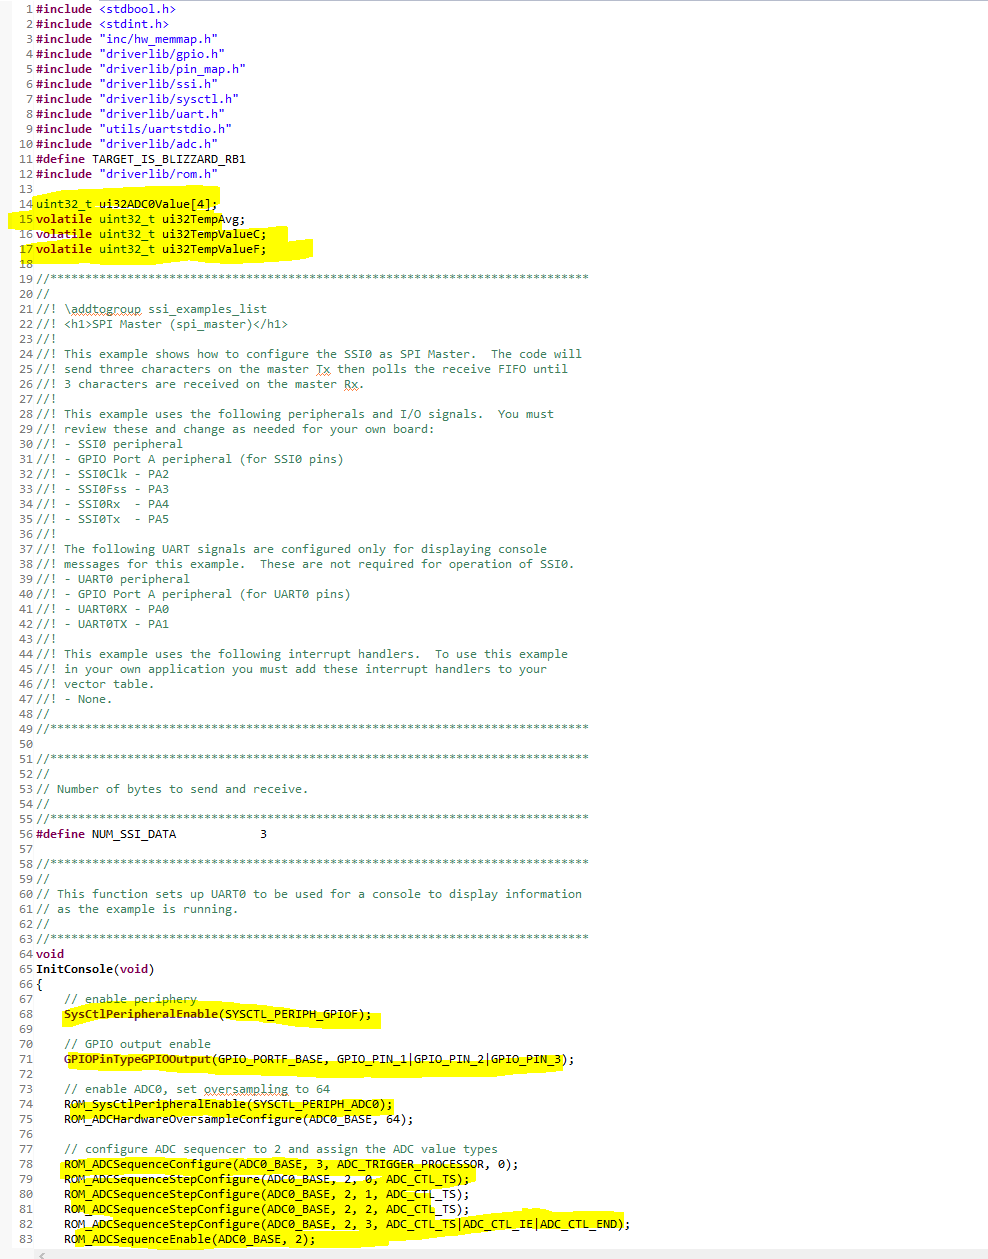 1 #include <stdbool.h>
2 #include <stdint.h>
3 #include "inc/hw_memmap.h"
4 #include "driverlib/gpio.h"
5 #include "driverlib/pin_map.h"
6 #include "driverlib/ssi.h"
7 #include "driverlib/sysctl.h"
8 #include "driverlib/uart.h"
9 #include "utils/uartstdio.h"
10 #include "driverlib/adc.h"
11 #define TARGET_IS_BLIZZARD_RB1
12 #include "driverlib/rom.h"
13
14 uint32_t ui32ADC0Value[4];
15 volatile uint32_t ui32TempAvg;
16 volatile uint32_t ui32TempValueC;
17 volatile uint32_t ui32TempValueF;
18
19 //*****************************************************************************
20 //
21 //! \addtogroup ssi_examples_list
22 //! <h1>SPI Master (spi_master)</h1>
23 //!
24 //! This example shows how to configure the SSI0 as SPI Master.  The code will
25 //! send three characters on the master Tx then polls the receive FIFO until
26 //! 3 characters are received on the master Rx.
27 //!
28 //! This example uses the following peripherals and I/O signals.  You must
29 //! review these and change as needed for your own board:
30 //! - SSI0 peripheral
31 //! - GPIO Port A peripheral (for SSI0 pins)
32 //! - SSI0Clk - PA2
33 //! - SSI0Fss - PA3
34 //! - SSI0Rx  - PA4
35 //! - SSI0Tx  - PA5
36 //!
37 //! The following UART signals are configured only for displaying console
38 //! messages for this example.  These are not required for operation of SSI0.
39 //! - UART0 peripheral
40 //! - GPIO Port A peripheral (for UART0 pins)
41 //! - UART0RX - PA0
42 //! - UART0TX - PA1
43 //!
44 //! This example uses the following interrupt handlers.  To use this example
45 //! in your own application you must add these interrupt handlers to your
46 //! vector table.
47 //! - None.
48 //
49 //*****************************************************************************
50
51 //*****************************************************************************
52 //
53 // Number of bytes to send and receive.
54 //
55 //*****************************************************************************
56 #define NUM_SSI_DATA            3
57
58 //*****************************************************************************
59 //
60 // This function sets up UART0 to be used for a console to display information
61 // as the example is running.
62 //
63 //*****************************************************************************
64 void
65 InitConsole(void)
66 {
67     // enable periphery
68     SysCtlPeripheralEnable(SYSCTL_PERIPH_GPIOF);
69
70     // GPIO output enable
71     GPIOPinTypeGPIOOutput(GPIO_PORTF_BASE, GPIO_PIN_1|GPIO_PIN_2|GPIO_PIN_3);
72
73     // enable ADC0, set oversampling to 64
74     ROM_SysCtlPeripheralEnable(SYSCTL_PERIPH_ADC0);
75     ROM_ADCHardwareOversampleConfigure(ADC0_BASE, 64);
76
77     // configure ADC sequencer to 2 and assign the ADC value types
78     ROM_ADCSequenceConfigure(ADC0_BASE, 3, ADC_TRIGGER_PROCESSOR, 0);
79     ROM_ADCSequenceStepConfigure(ADC0_BASE, 2, 0, ADC_CTL_TS);
80     ROM_ADCSequenceStepConfigure(ADC0_BASE, 2, 1, ADC_CTL_TS);
81     ROM_ADCSequenceStepConfigure(ADC0_BASE, 2, 2, ADC_CTL_TS);
82     ROM_ADCSequenceStepConfigure(ADC0_BASE, 2, 3, ADC_CTL_TS|ADC_CTL_IE|ADC_CTL_END);
83     ROM_ADCSequenceEnable(ADC0_BASE, 2);